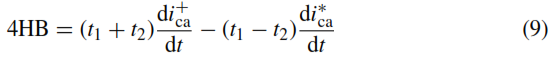 4HB = (t₁ + t₂) di⁺ca/dt − (t₁ − t₂) di*ca/dt (9)